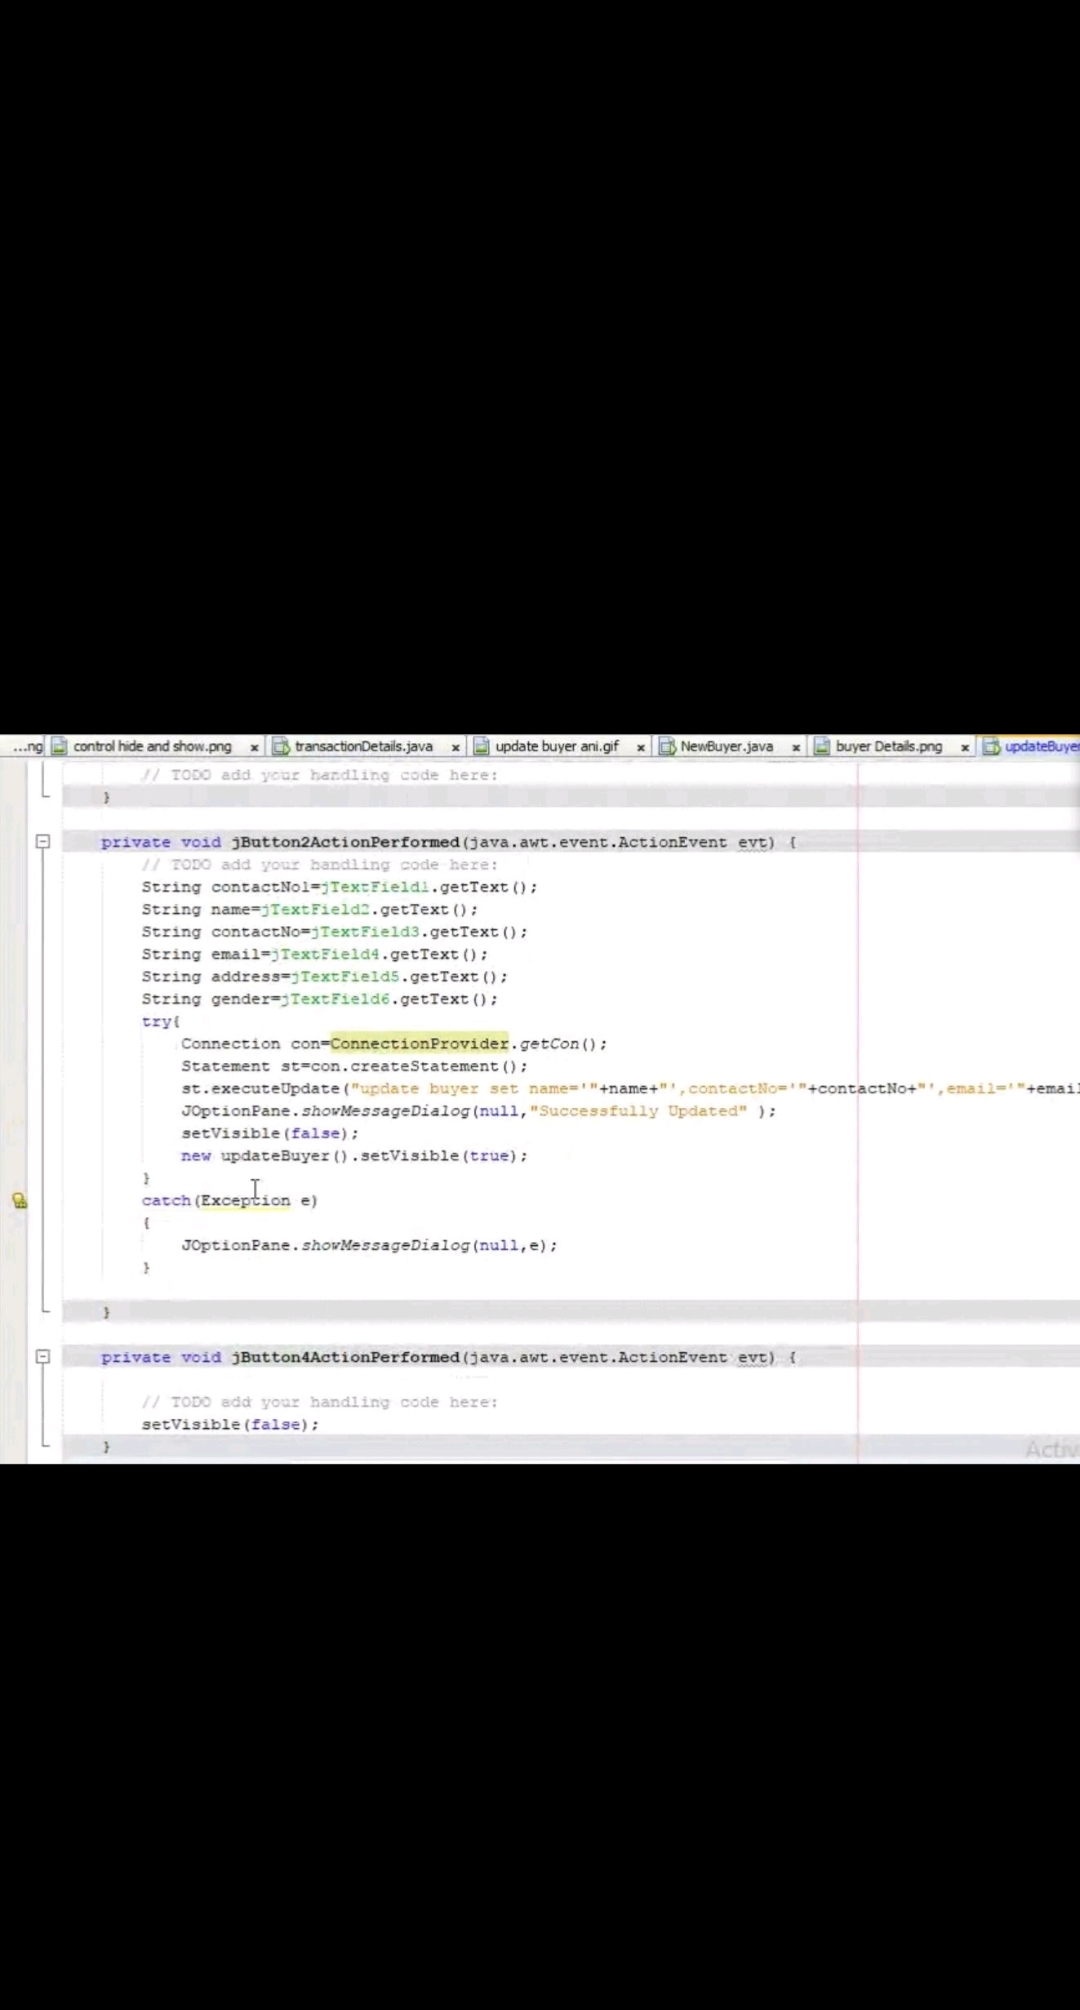 ...ng control hide and show.png × transactionDetails.java × update buyer ani.gif × NewBuyer.java × buyer Details.png × updateBuyer
// TODO add your handling code here:
}
private void jButton2ActionPerformed(java.awt.event.ActionEvent evt) {
// TODO add your handling code here:
String contactNo1=jTextField1.getText();
String name=jTextField2.getText();
String contactNo=jTextField3.getText();
String email=jTextField4.getText();
String address=jTextField5.getText();
String gender=jTextField6.getText();
try{
Connection con=ConnectionProvider.getCon();
Statement st=con.createStatement();
st.executeUpdate("update buyer set name='"+name+"',contactNo='"+contactNo+"',email='"+email
JOptionPane.showMessageDialog(null,"Successfully Updated" );
setVisible(false);
new updateBuyer().setVisible(true);
}
catch(Exception e)
{
JOptionPane.showMessageDialog(null,e);
}
}
private void jButton4ActionPerformed(java.awt.event.ActionEvent evt) {
// TODO add your handling code here:
setVisible(false);
}
Activ